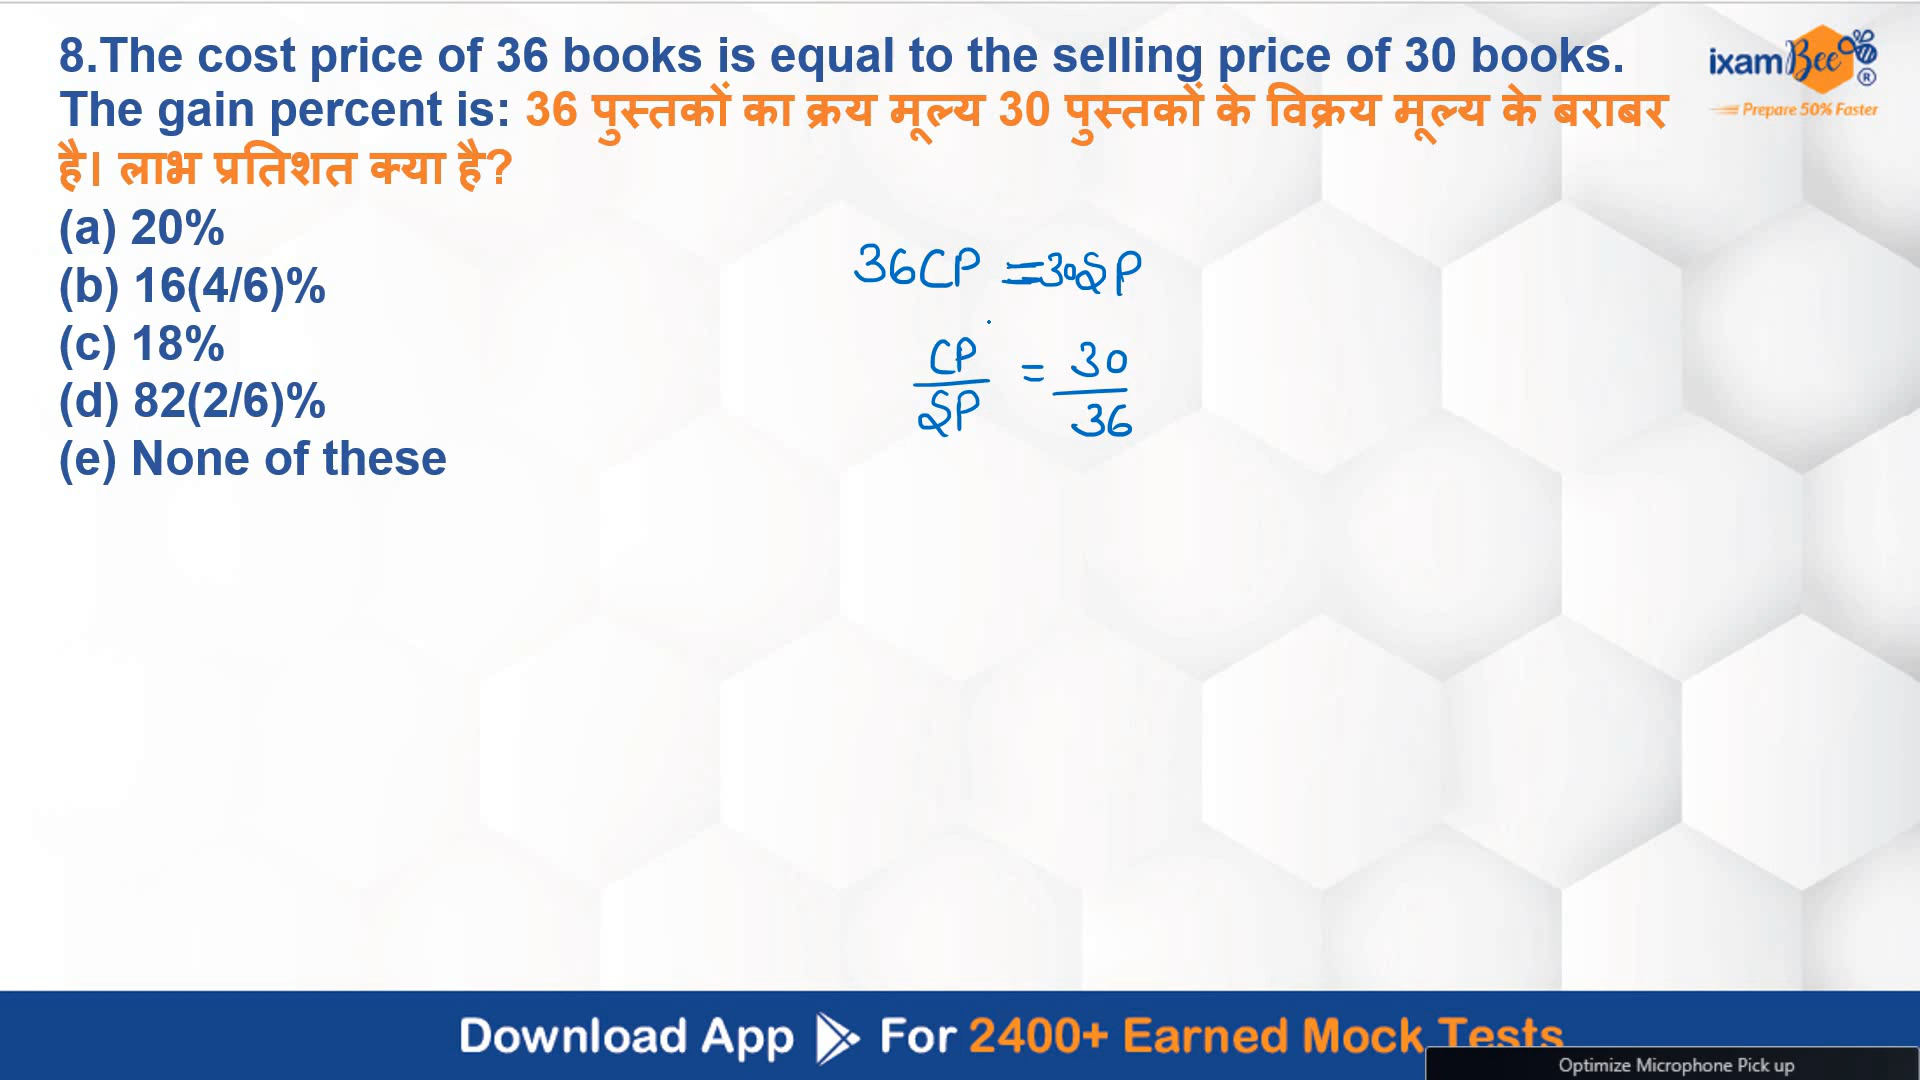 8.The cost price of 36 books is equal to the selling price of 30 books.
The gain percent is: 36 पुस्तकों का क्रय मूल्य 30 पुस्तकों के विक्रय मूल्य के बराबर
है। लाभ प्रतिशत क्या है?
(a) 20%
(b) 16(4/6)%
(c) 18%
(d) 82(2/6)%
(e) None of these
36CP =30SP
CP/SP = 30/36
ixamBee®
Prepare 50% Faster
Download App For 2400+ Earned Mock Tests
Optimize Microphone Pick up